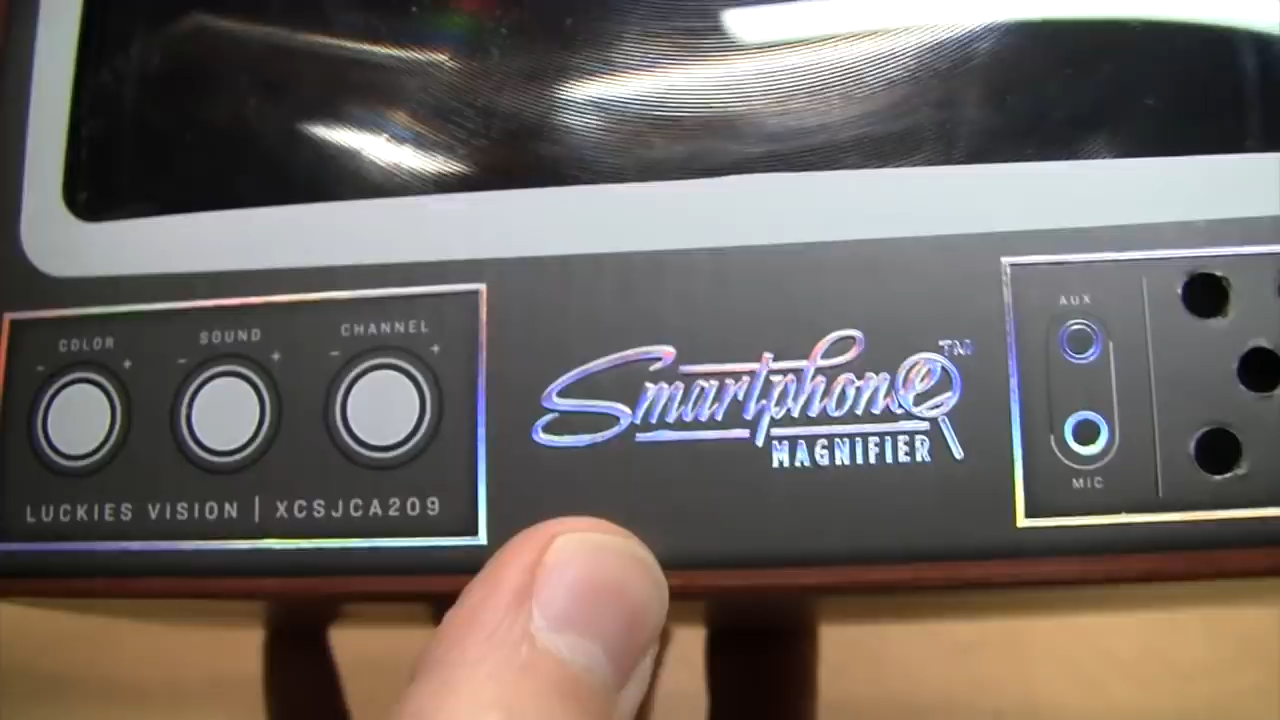 COLOR
- +
SOUND
- +
CHANNEL
- +
LUCKIES VISION | XCSJCA209
Smartphone™
MAGNIFIER
AUX
MIC